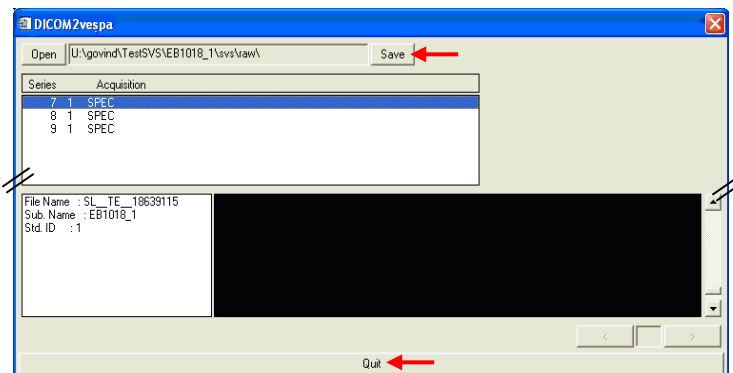 DICOM2vespa
Open U:\govind\TestSVS\EB1018_1\svs\raw\ Save
Series Acquisition
7 1 SPEC
8 1 SPEC
9 1 SPEC
File Name : SL__TE__18639115
Sub. Name : EB1018_1
Std. ID : 1
< >
Quit